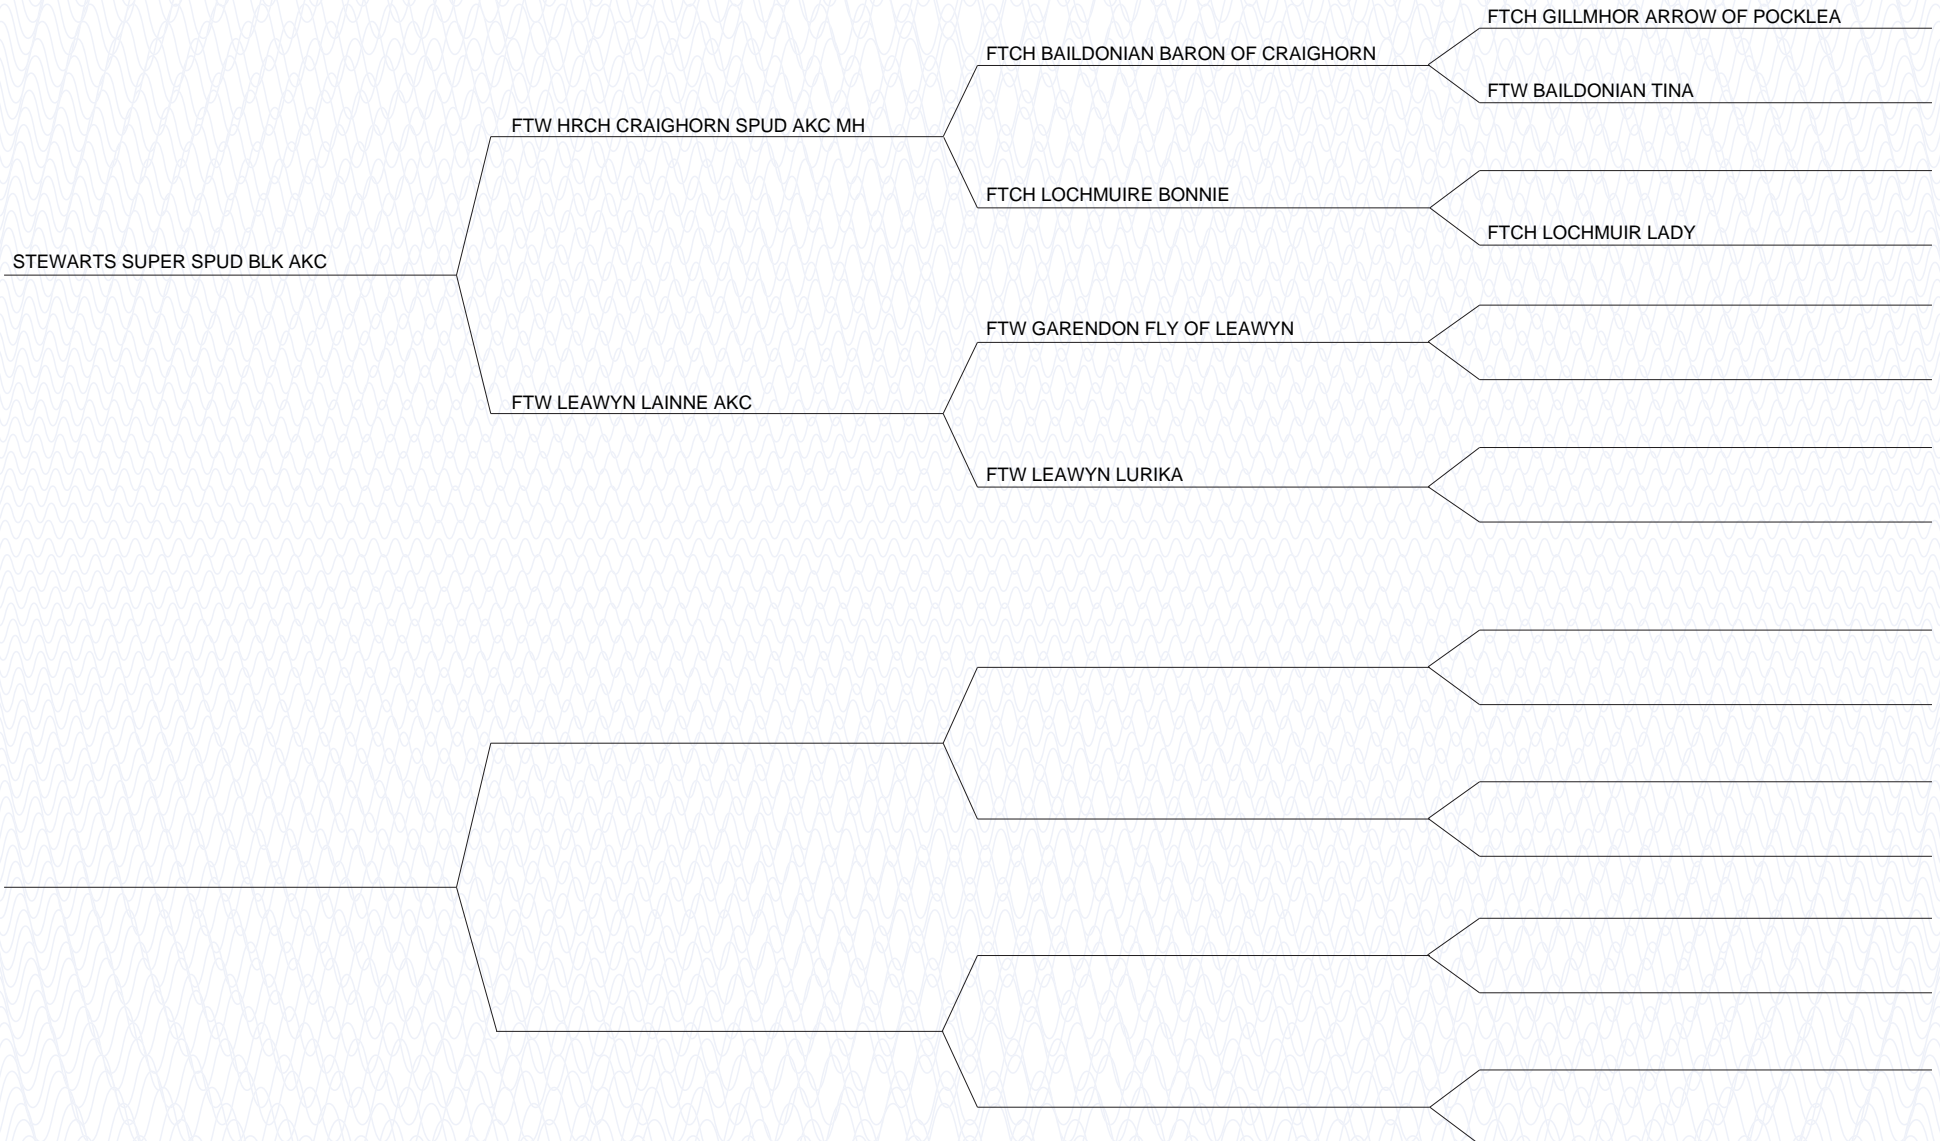 FTCH GILLMHOR ARROW OF POCKLEA
FTCH BAILDONIAN BARON OF CRAIGHORN
FTW BAILDONIAN TINA
FTW HRCH CRAIGHORN SPUD AKC MH
FTCH LOCHMUIRE BONNIE
FTCH LOCHMUIR LADY
STEWARTS SUPER SPUD BLK AKC
FTW GARENDON FLY OF LEAWYN
FTW LEAWYN LAINNE AKC
FTW LEAWYN LURIKA